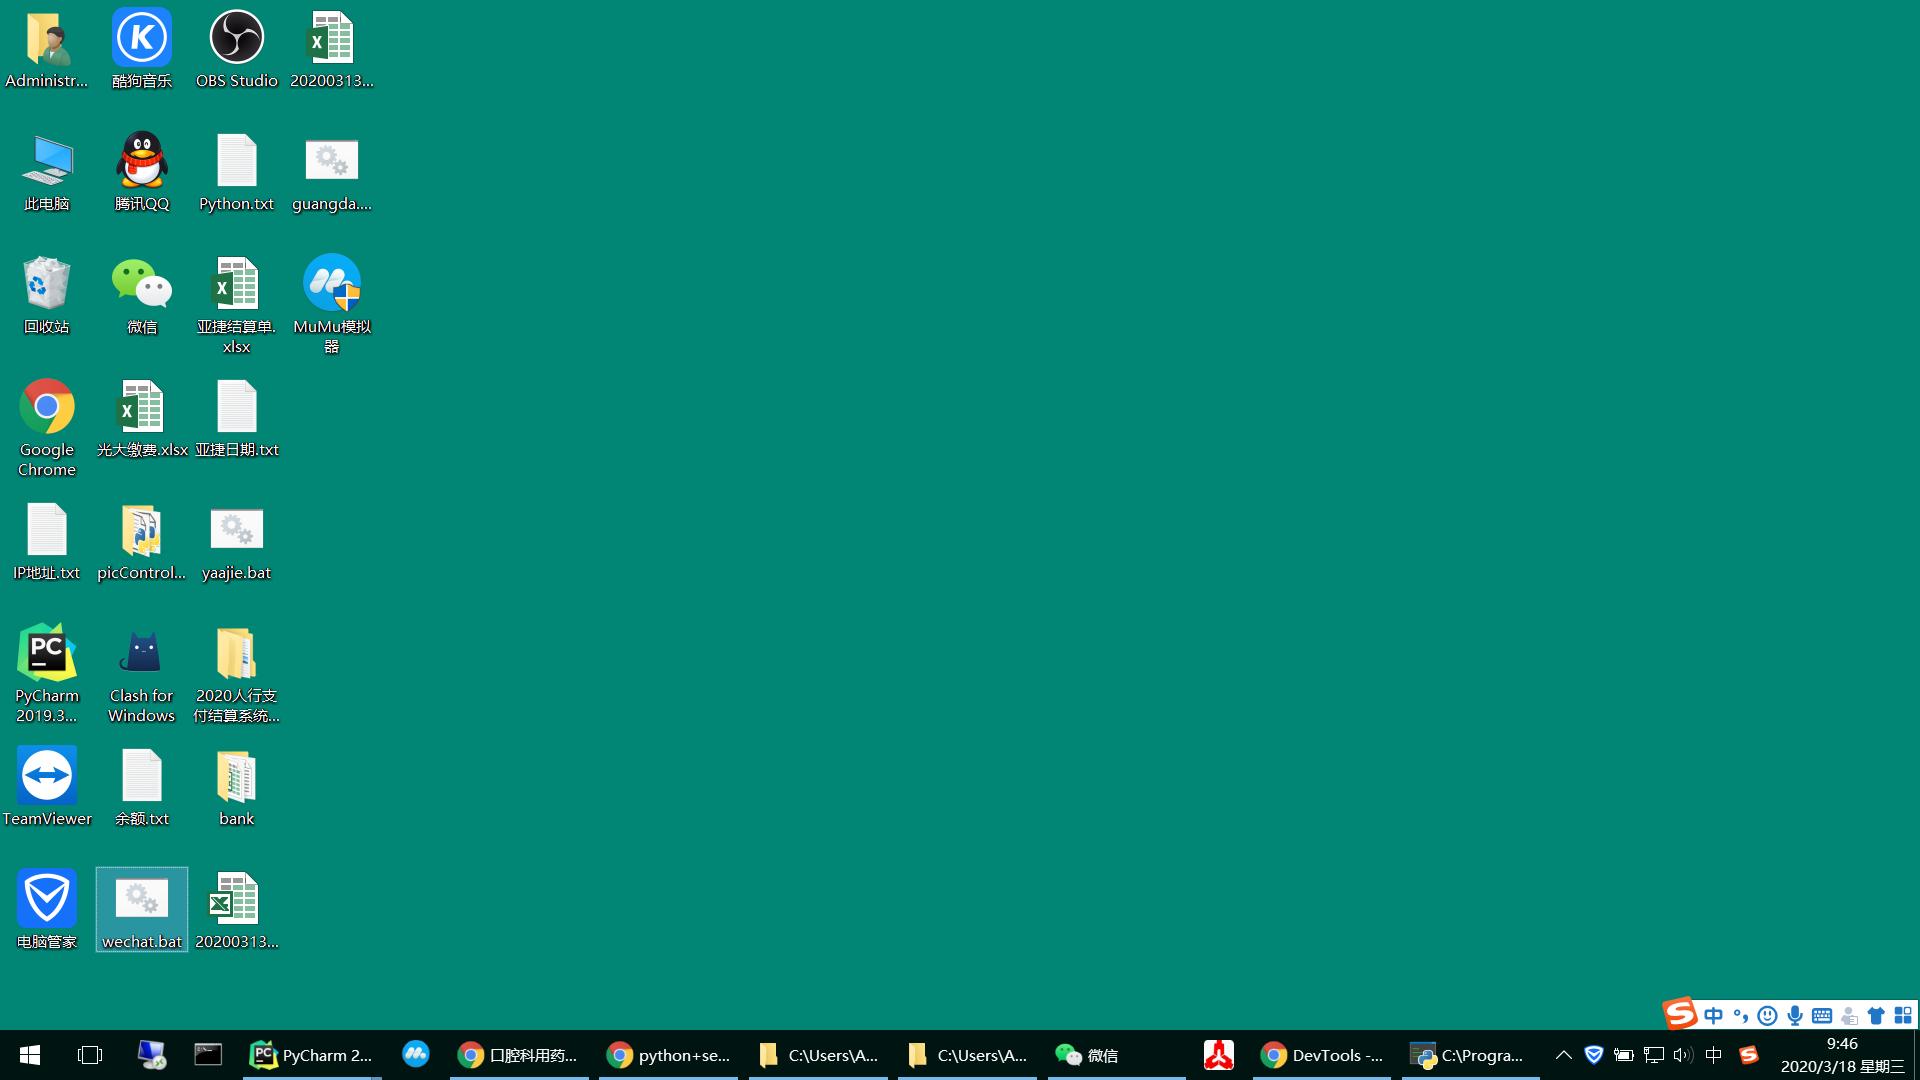 Administr...
酷狗音乐
OBS Studio
20200313...
此电脑
腾讯QQ
Python.txt
guangda....
回收站
微信
亚捷结算单.
xlsx
MuMu模拟
器
Google
Chrome
光大缴费.xlsx
亚捷日期.txt
IP地址.txt
picControl...
yaajie.bat
PC
PyCharm
2019.3...
Clash for
Windows
2020人行支
付结算系统...
TeamViewer
余额.txt
bank
电脑管家
wechat.bat
20200313...
中
PyCharm 2...
口腔科用药...
python+se...
C:\Users\A...
C:\Users\A...
微信
DevTools -...
C:\Progra...
中
9:46
2020/3/18 星期三